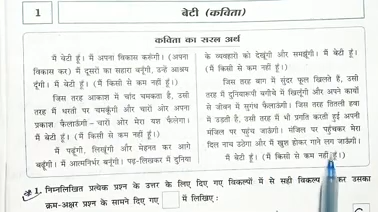 1
बेटी (कविता)
कविता का सरल अर्थ
मैं बेटी हूं। मैं अपना विकास करूंगी। (अपना
विकास कर) मैं दूसरों का सहारा बनूंगी, उन्हें आश्रय
दूंगी। मैं बेटी हूं। (मैं किसी से कम नहीं हूं।)
जिस तरह आकाश में चांद चमकता है, उसी
तरह मैं धरती पर चमकूंगी और चारों ओर अपना
प्रकाश फैलाऊंगी - चारों ओर मेरा यश फैलेगा।
मैं बेटी हूं। (मैं किसी से कम नहीं हूं।)
मैं पढ़ूंगी, लिखूंगी और मेहनत कर आगे
बढ़ूंगी। मैं आत्मनिर्भर बनूंगी। पढ़-लिखकर मैं दुनिया
के व्यवहारों को देखूंगी और समझूंगी। मैं बेटी हूं।
(मैं किसी से कम नहीं हूं।)
जिस तरह बाग में सुंदर फूल खिलते हैं, उसी
तरह मैं दुनियारूपी बगीचे में खिलूंगी और अपने कार्यों
से जीवन में सुगंध फैलाऊंगी। जिस तरह तितली हवा
में उड़ती है, उसी तरह मैं भी प्रगति करती हुई अपनी
मंजिल पर पहुंच जाऊंगी। मंजिल पर पहुंचकर मेरा
दिल नाच उठेगा और मैं खुश होकर गाने लग जाऊंगी।
मैं बेटी हूं। (मैं किसी से कम नहीं हूं।)
1. निम्नलिखित प्रत्येक प्रश्न के उत्तर के लिए दिए गए विकल्पों में से सही विकल्प कर उसका
क्रम-अक्षर प्रश्न के सामने दिए गए में लिखिए :